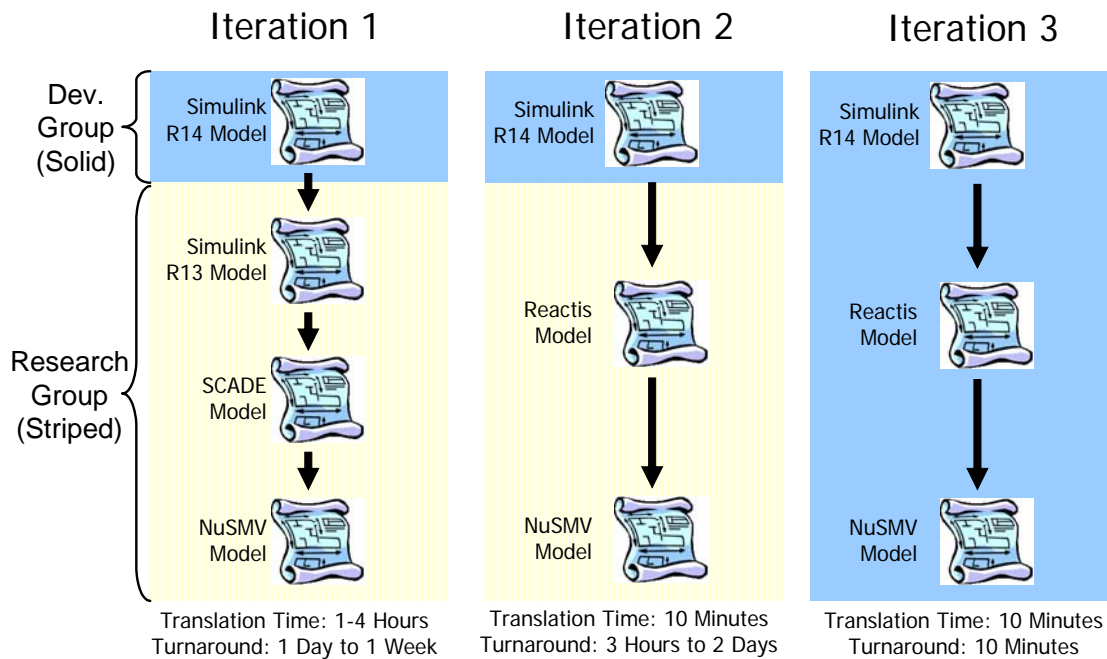 Iteration 1
Iteration 2
Iteration 3
Dev.
Group
(Solid)
Research
Group
(Striped)
Simulink
R14 Model
Simulink
R13 Model
SCADE
Model
NuSMV
Model
Translation Time: 1-4 Hours
Turnaround: 1 Day to 1 Week
Simulink
R14 Model
Reactis
Model
NuSMV
Model
Translation Time: 10 Minutes
Turnaround: 3 Hours to 2 Days
Simulink
R14 Model
Reactis
Model
NuSMV
Model
Translation Time: 10 Minutes
Turnaround: 10 Minutes